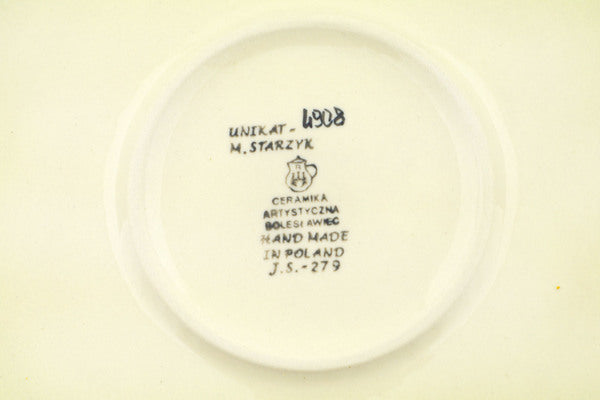 UNIKAT - 4908
M. STARZYK
CERAMIKA
ARTYSTYCZNA
BOLESŁAWIEC
HAND MADE
IN POLAND
J.S.-279